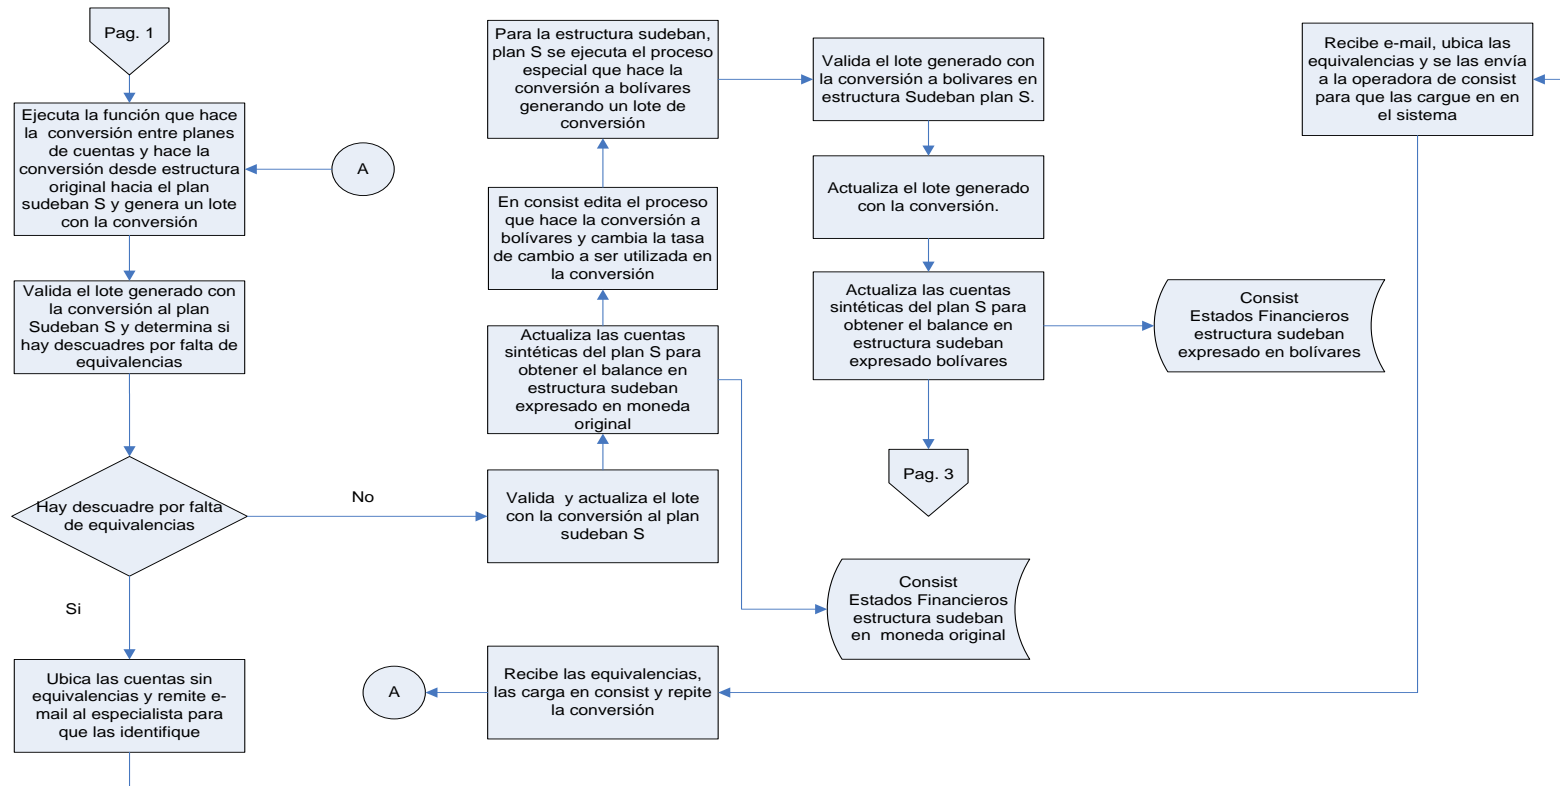 Pag. 1
Ejecuta la función que hace
la  conversión entre planes
de cuentas y hace la
conversión desde estructura
original hacia el plan
sudeban S y genera un lote
con la conversión
A
Valida el lote generado con
la conversión al plan
Sudeban S y determina si
hay descuadres por falta de
equivalencias
Hay descuadre por falta
de equivalencias
No
Si
Ubica las cuentas sin
equivalencias y remite e-
mail al especialista para
que las identifique
Para la estructura sudeban,
plan S se ejecuta el proceso
especial que hace la
conversión a bolívares
generando un lote de
conversión
En consist edita el proceso
que hace la conversión a
bolívares y cambia la tasa
de cambio a ser utilizada en
la conversión
Actualiza las cuentas
sintéticas del plan S para
obtener el balance en
estructura sudeban
expresado en moneda
original
Valida  y actualiza el lote
con la conversión al plan
sudeban S
Recibe las equivalencias,
las carga en consist y repite
la conversión
A
Valida el lote generado con
la conversión a bolivares en
estructura Sudeban plan S.
Actualiza el lote generado
con la conversión.
Actualiza las cuentas
sintéticas del plan S para
obtener el balance en
estructura sudeban
expresado bolívares
Pag. 3
Consist
Estados Financieros
estructura sudeban
en  moneda original
Consist
Estados Financieros
estructura sudeban
expresado en bolívares
Recibe e-mail, ubica las
equivalencias y se las envía
a la operadora de consist
para que las cargue en en
el sistema